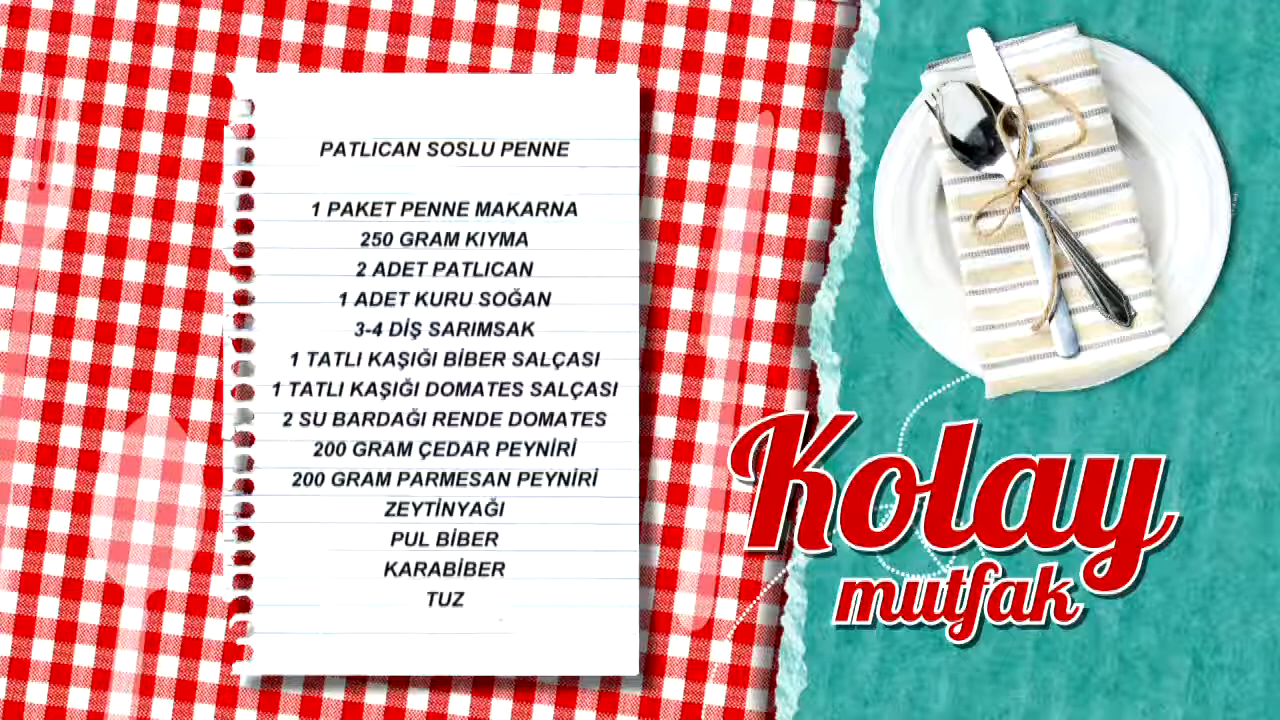 PATLICAN SOSLU PENNE
1 PAKET PENNE MAKARNA
250 GRAM KIYMA
2 ADET PATLICAN
1 ADET KURU SOĞAN
3-4 DİŞ SARIMSAK
1 TATLI KAŞIĞI BİBER SALÇASI
1 TATLI KAŞIĞI DOMATES SALÇASI
2 SU BARDAĞI RENDE DOMATES
200 GRAM ÇEDAR PEYNİRİ
200 GRAM PARMESAN PEYNİRİ
ZEYTİNYAĞI
PUL BİBER
KARABİBER
TUZ
Kolay
mutfak